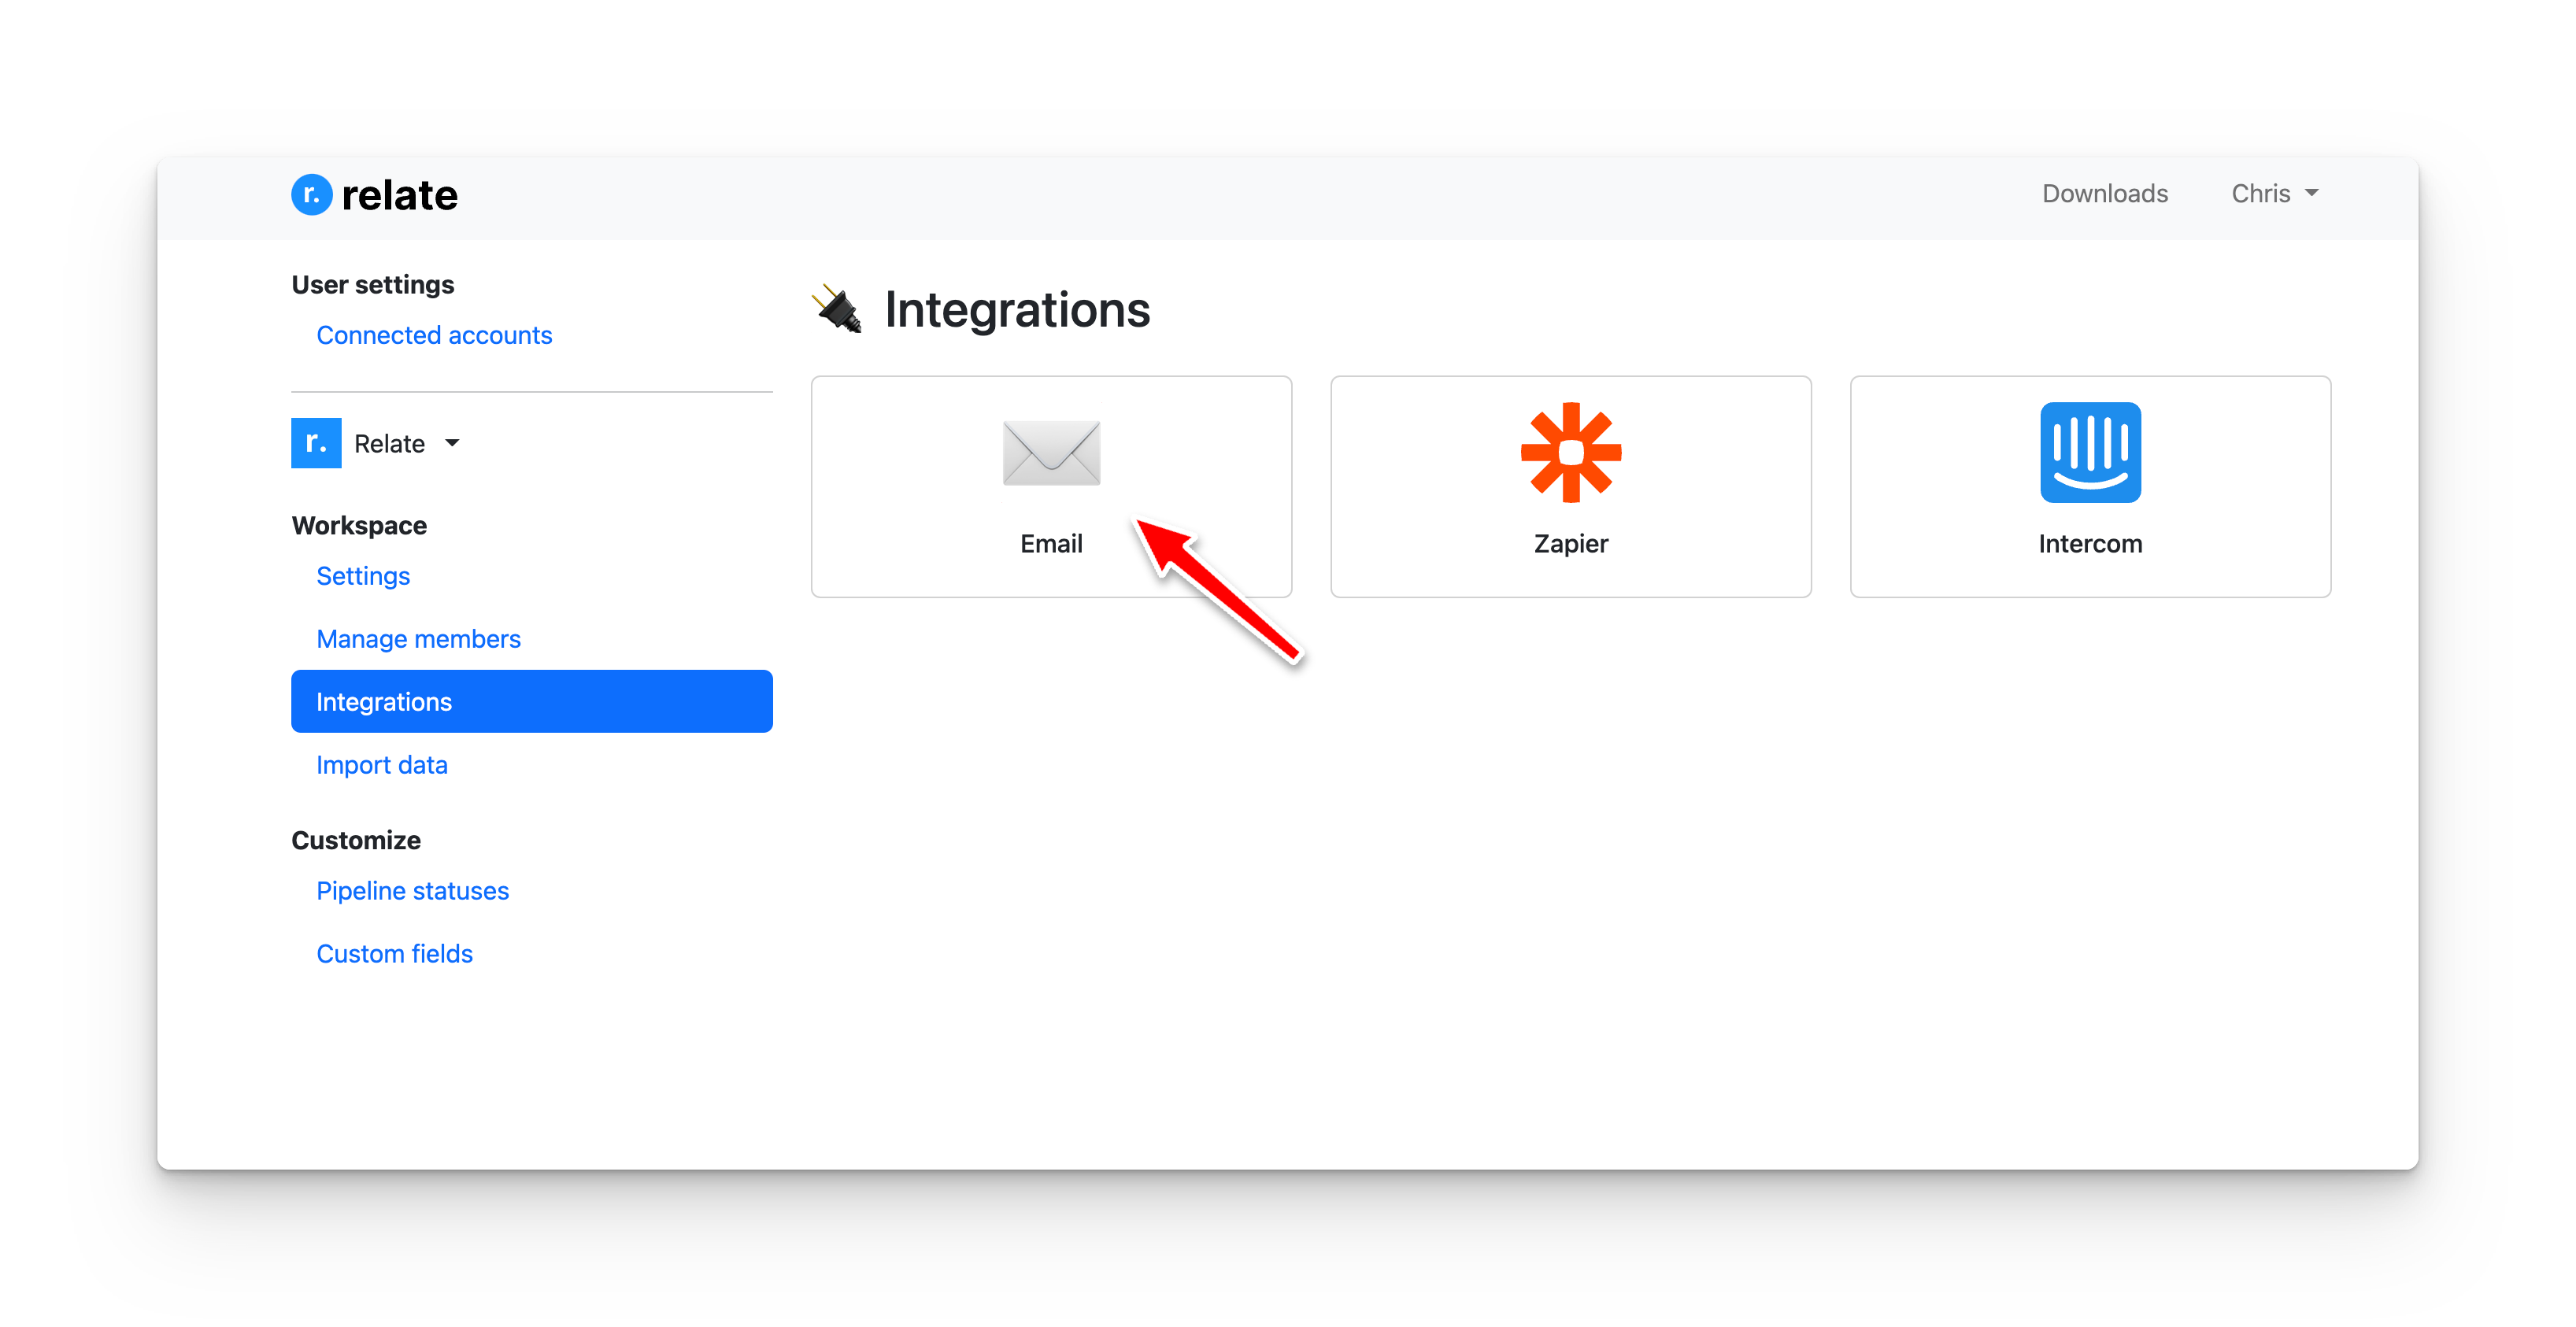 r. relate
Downloads
Chris
User settings
Connected accounts
r. Relate
Workspace
Settings
Manage members
Integrations
Import data
Customize
Pipeline statuses
Custom fields
Integrations
Email
Zapier
Intercom